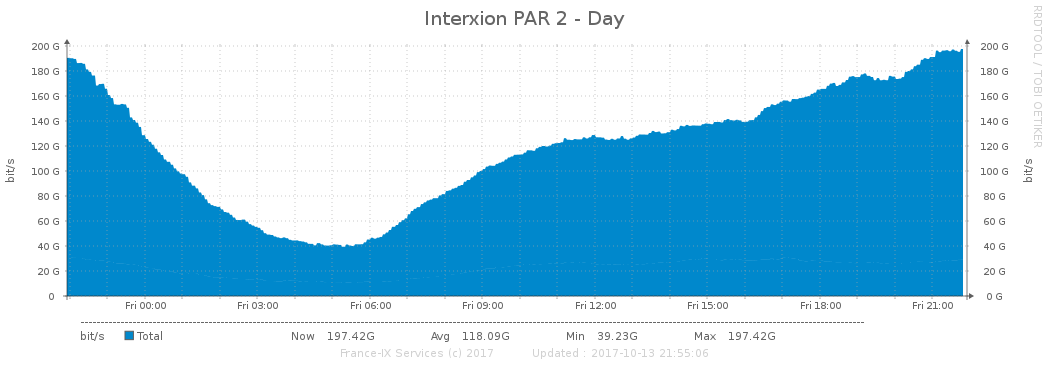 Interxion PAR 2 - Day
RRDTOOL / TOBI OETIKER
200 G 200 G
180 G 180 G
160 G 160 G
140 G 140 G
120 G 120 G
100 G 100 G
80 G 80 G
60 G 60 G
40 G 40 G
20 G 20 G
0 0 G
bit/s bit/s
Fri 00:00 Fri 03:00 Fri 06:00 Fri 09:00 Fri 12:00 Fri 15:00 Fri 18:00 Fri 21:00
bit/s Total Now 197.42G Avg 118.09G Min 39.23G Max 197.42G
France-IX Services (c) 2017 Updated : 2017-10-13 21:55:06